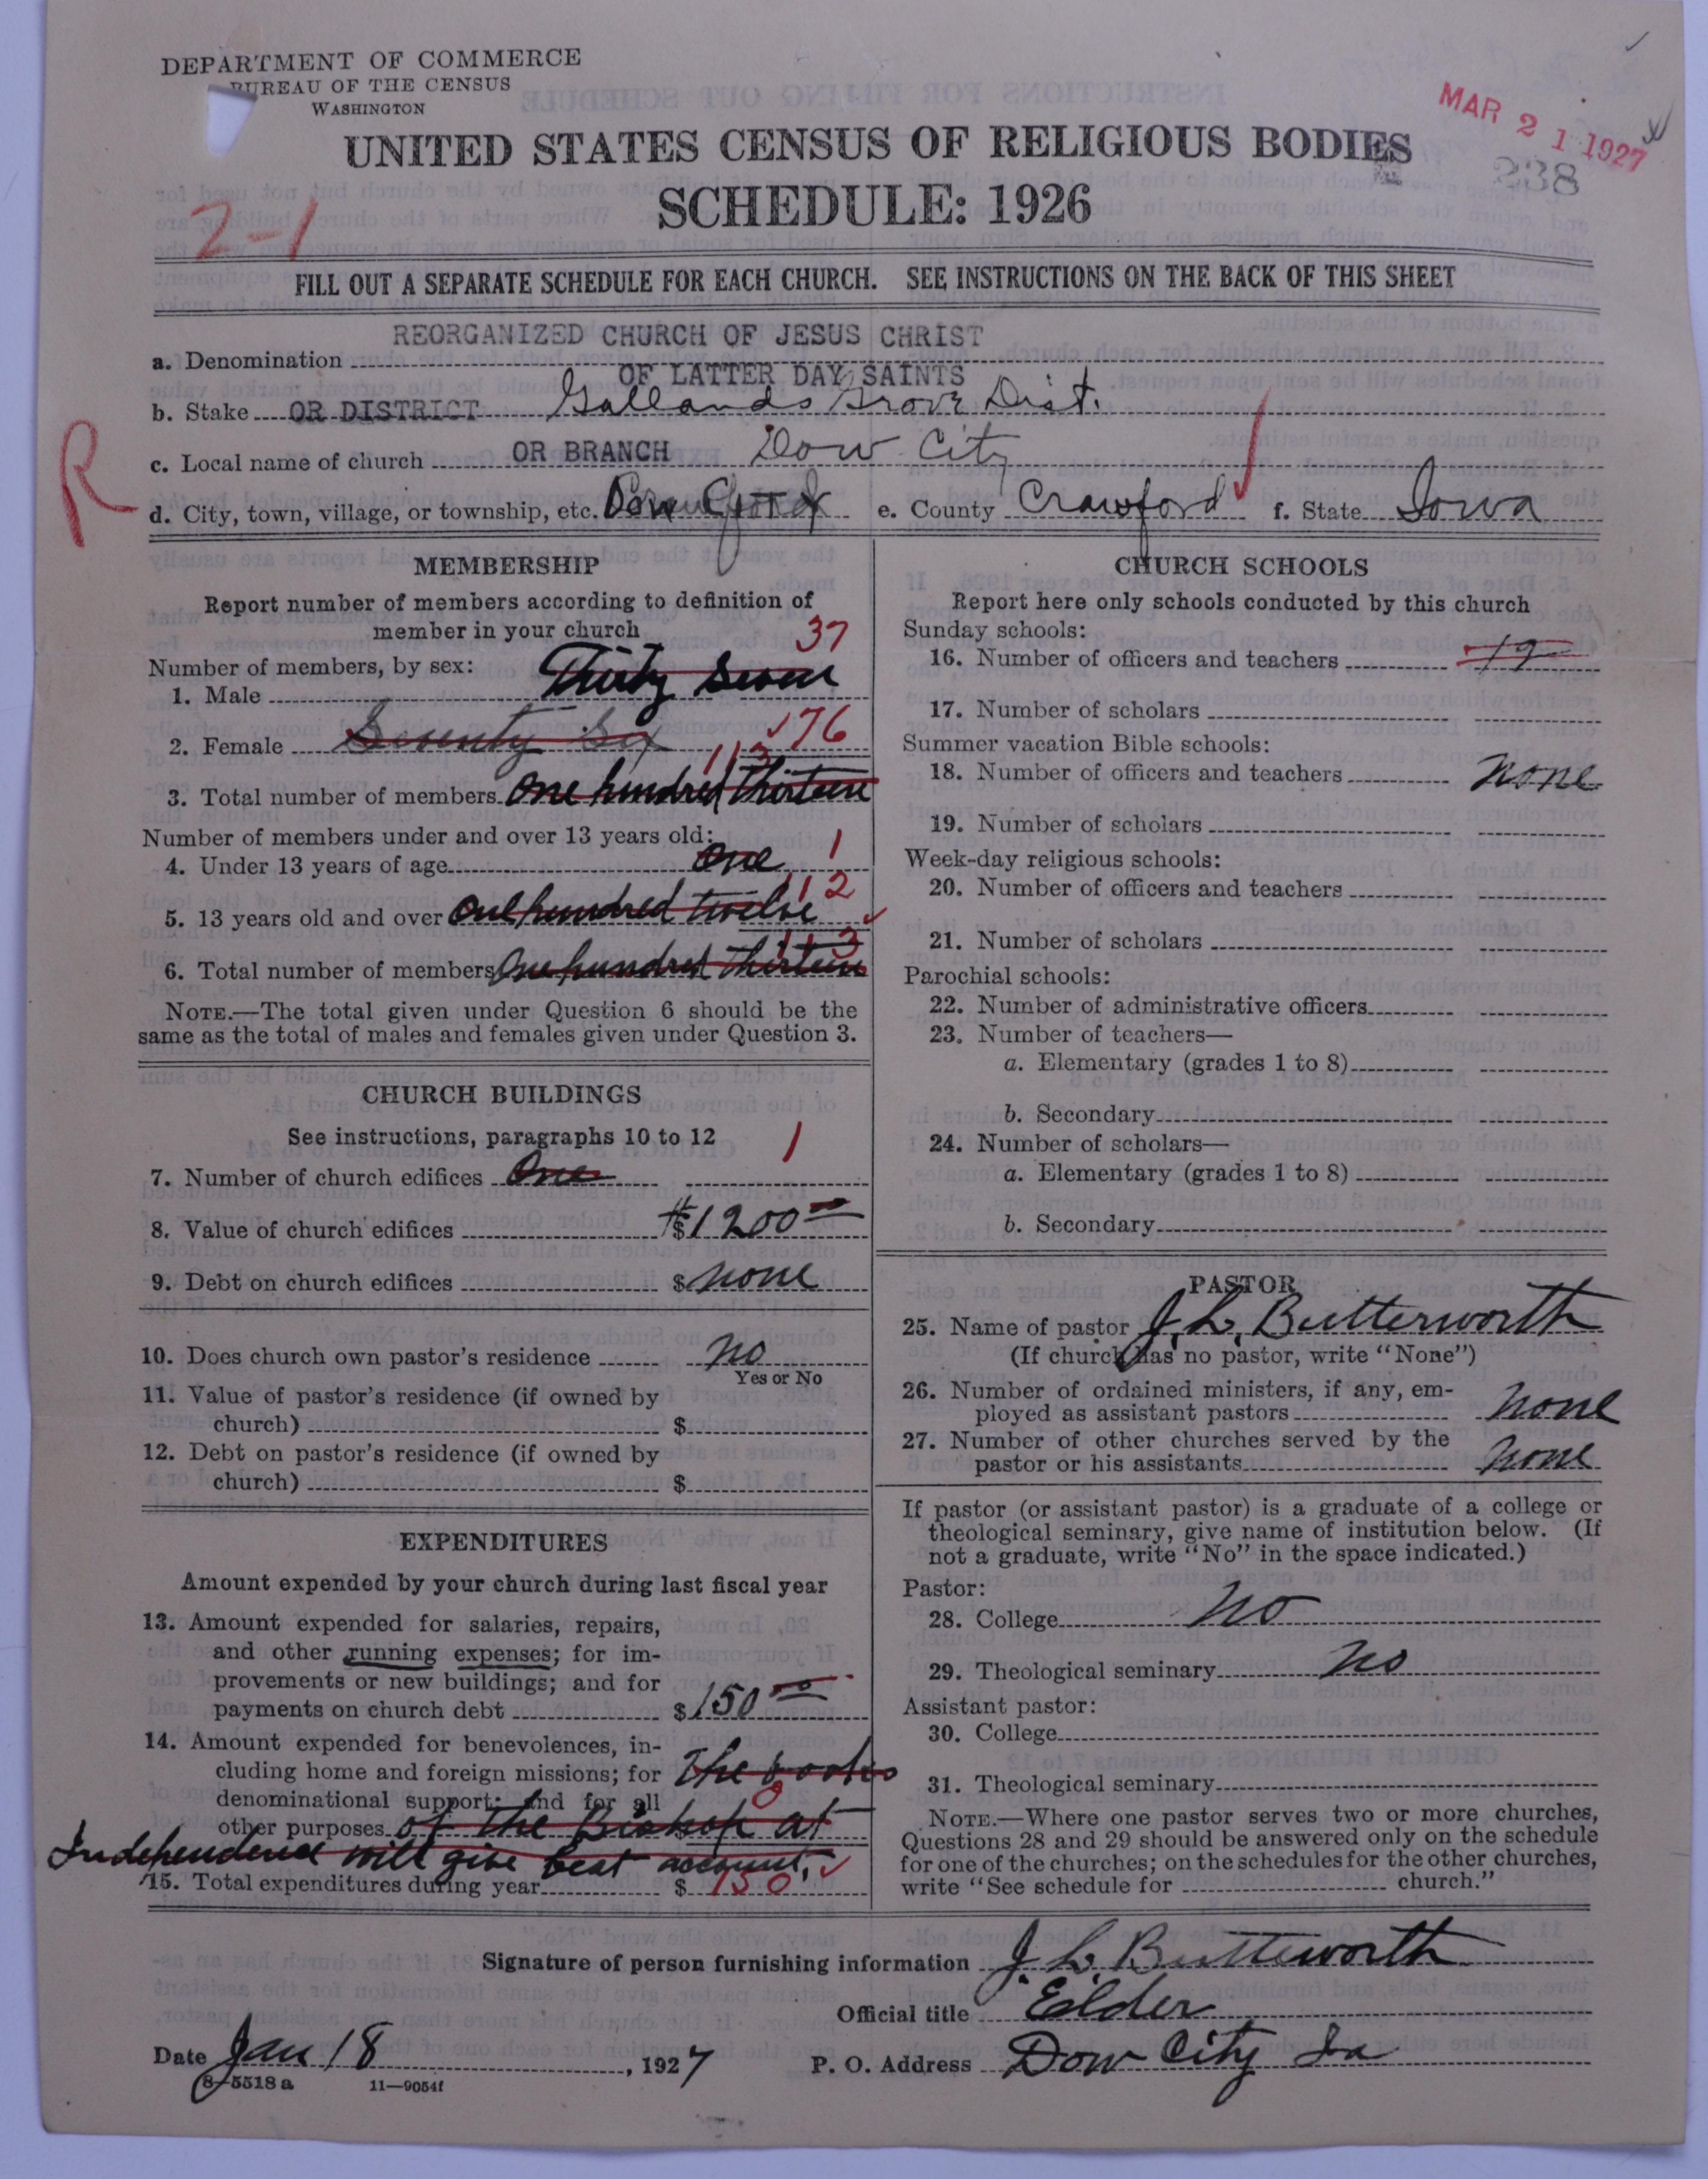 DEPARTMENT OF COMMERCE
BUREAU OF THE CENSUS
WASHINGTON
MAR 21 1927
238
UNITED STATES CENSUS OF RELIGIOUS BODIES
SCHEDULE: 1926
2-1
FILL OUT A SEPARATE SCHEDULE FOR EACH CHURCH. SEE INSTRUCTIONS ON THE BACK OF THIS SHEET
REORGANIZED CHURCH OF JESUS CHRIST
a. Denomination
OF LATTER DAY SAINTS
b. Stake OR DISTRICT Gallands Grove Dist.
R
c. Local name of church OR BRANCH Dow City
d. City, town, village, or township, etc. Dow City e. County Crawford f. State Iowa
MEMBERSHIP
Report number of members according to definition of
member in your church
37
Number of members, by sex:
1. Male Thirty Seven
2. Female Seventy Six 76
113
3. Total number of members One hundred Thirteen
Number of members under and over 13 years old:
4. Under 13 years of age One 1
112
5. 13 years old and over One hundred twelve
113
6. Total number of members One hundred Thirteen
NOTE.—The total given under Question 6 should be the
same as the total of males and females given under Question 3.
CHURCH BUILDINGS
See instructions, paragraphs 10 to 12
1
7. Number of church edifices One
8. Value of church edifices $1200 00
9. Debt on church edifices $ none
10. Does church own pastor's residence no
Yes or No
11. Value of pastor's residence (if owned by
church) $
12. Debt on pastor's residence (if owned by
church) $
EXPENDITURES
Amount expended by your church during last fiscal year
13. Amount expended for salaries, repairs,
and other running expenses; for im-
provements or new buildings; and for
payments on church debt $150 00
14. Amount expended for benevolences, in-
cluding home and foreign missions; for The books
denominational support; and for all 0
other purposes of the Bishop at
Independence will give beat account.
15. Total expenditures during year $ 150
CHURCH SCHOOLS
Report here only schools conducted by this church
Sunday schools:
16. Number of officers and teachers
17. Number of scholars
Summer vacation Bible schools:
18. Number of officers and teachers none
19. Number of scholars
Week-day religious schools:
20. Number of officers and teachers
21. Number of scholars
Parochial schools:
22. Number of administrative officers
23. Number of teachers—
a. Elementary (grades 1 to 8)
b. Secondary
24. Number of scholars—
a. Elementary (grades 1 to 8)
b. Secondary
PASTOR
25. Name of pastor J. L. Butterworth
(If church has no pastor, write "None")
26. Number of ordained ministers, if any, em-
ployed as assistant pastors none
27. Number of other churches served by the
pastor or his assistants none
If pastor (or assistant pastor) is a graduate of a college or
theological seminary, give name of institution below. (If
not a graduate, write "No" in the space indicated.)
Pastor:
28. College no
29. Theological seminary no
Assistant pastor:
30. College
31. Theological seminary
NOTE.—Where one pastor serves two or more churches,
Questions 28 and 29 should be answered only on the schedule
for one of the churches; on the schedules for the other churches,
write "See schedule for church."
Signature of person furnishing information J. L. Butterworth
Official title Eilder
Date Jan 18, 1927 P. O. Address Dow City Ia
8-5518 a 11-9054f